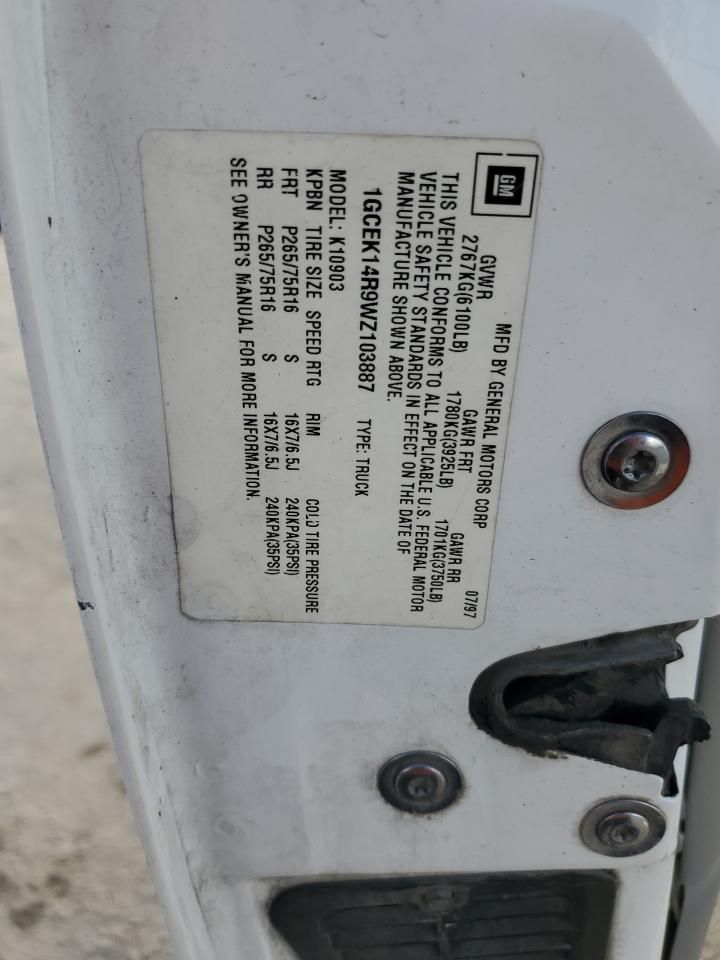 GM
MFD BY GENERAL MOTORS CORP 07/97
GVWR GAWR FRT GAWR RR
2767KG(6100LB) 1780KG(3925LB) 1701KG(3750LB)
THIS VEHICLE CONFORMS TO ALL APPLICABLE U.S. FEDERAL MOTOR
VEHICLE SAFETY STANDARDS IN EFFECT ON THE DATE OF
MANUFACTURE SHOWN ABOVE.
1GCEK14R9WZ103887 TYPE: TRUCK
MODEL: K10903
KPBN TIRE SIZE SPEED RTG RIM COLD TIRE PRESSURE
FRT P265/75R16 S 16X7/6.5J 240KPA(35PSI)
RR P265/75R16 S 16X7/6.5J 240KPA(35PSI)
SEE OWNER'S MANUAL FOR MORE INFORMATION.